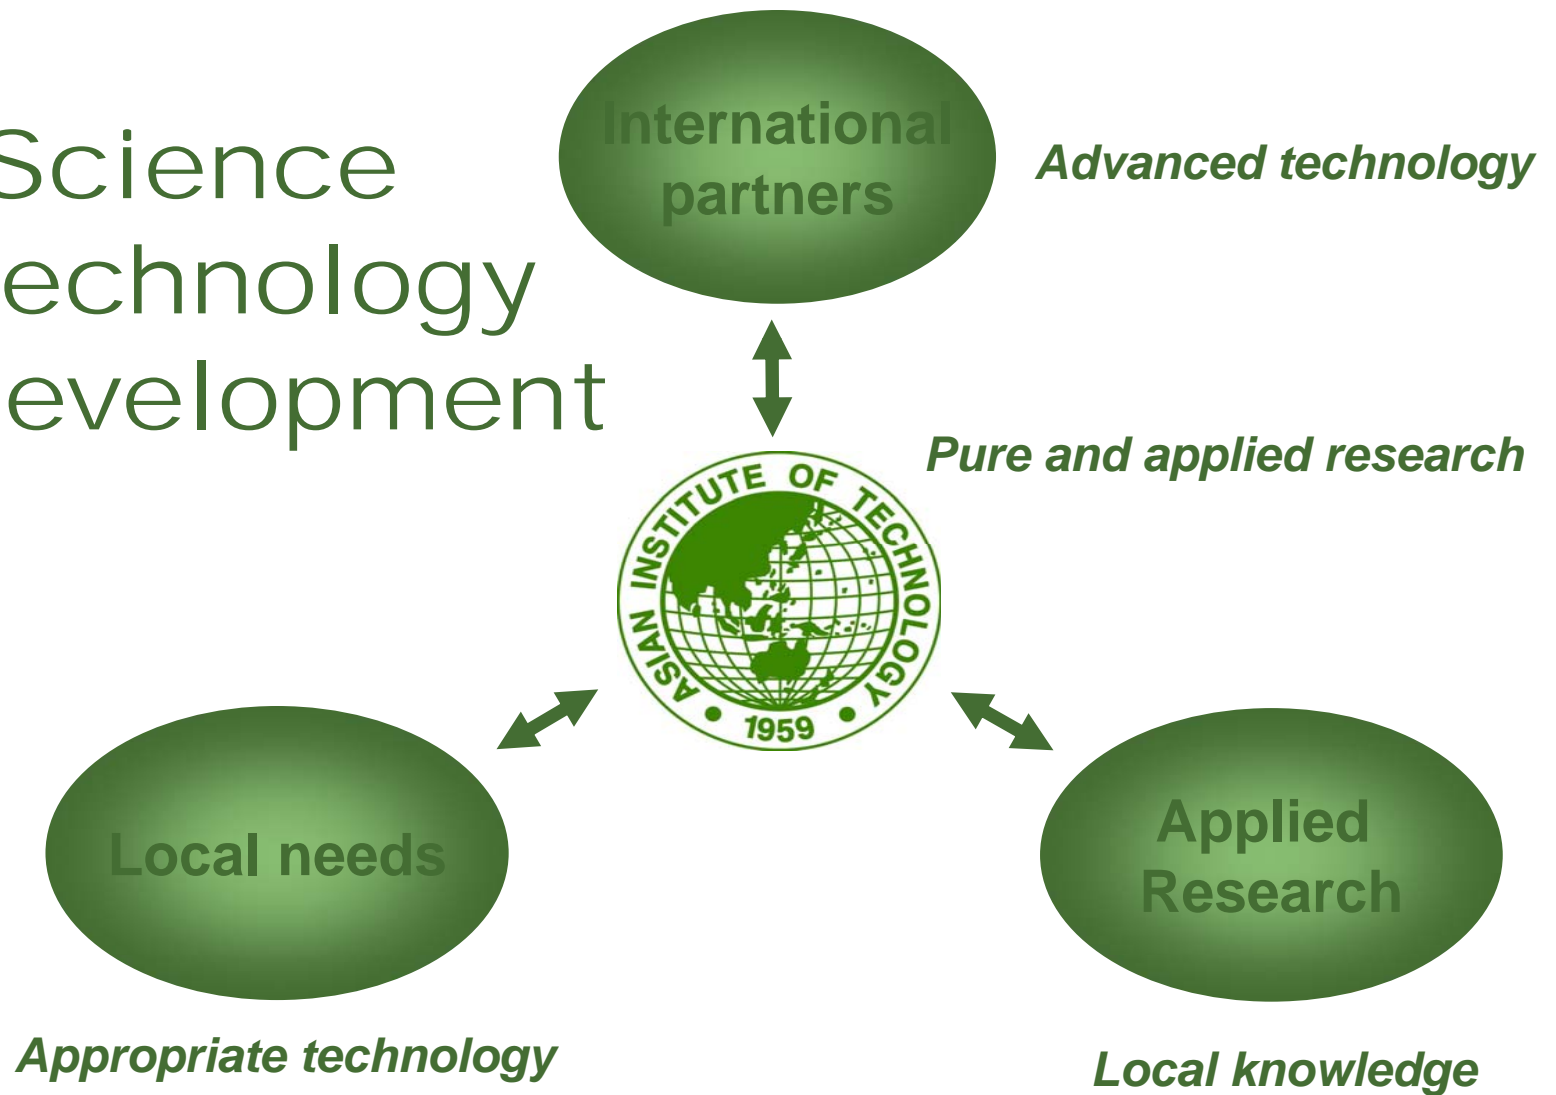 Science
echnology
evelopment
International
partners
Advanced technology
Pure and applied research
ASIAN INSTITUTE OF TECHNOLOGY
• 1959 •
Local needs
Applied
Research
Appropriate technology
Local knowledge